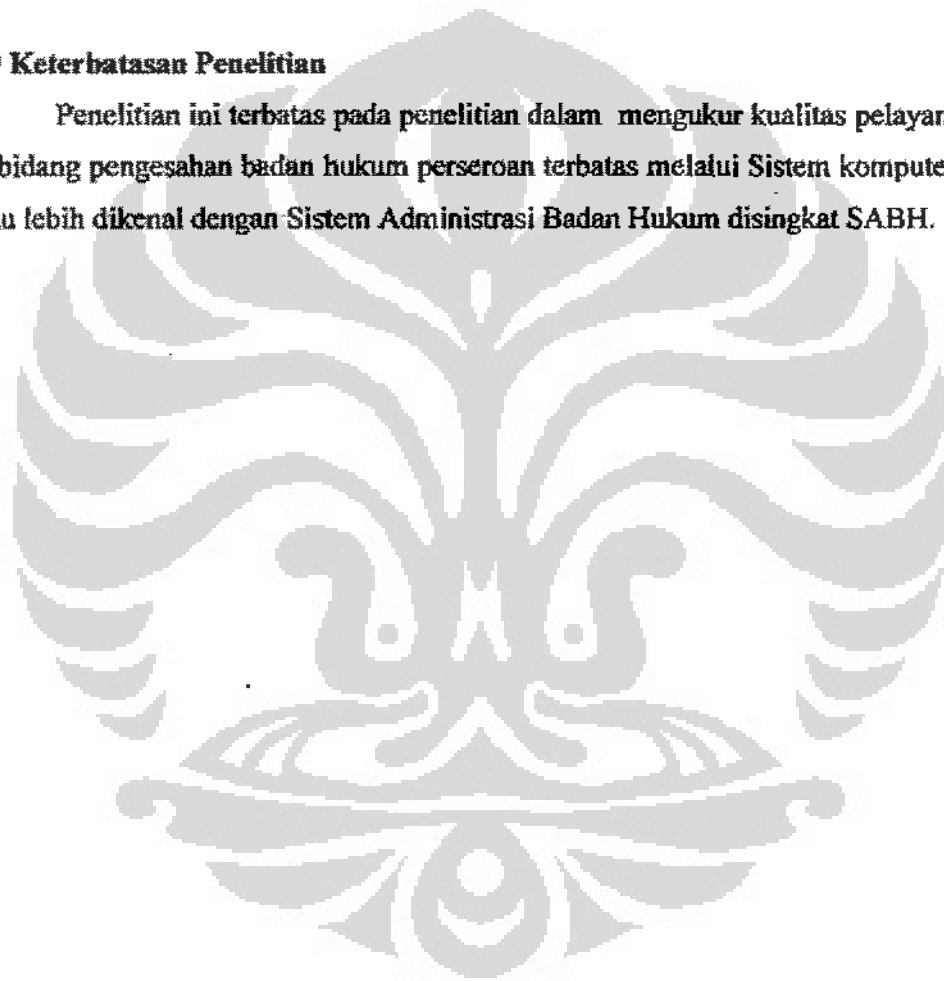 Keterbatasan Penelitian
Penelitian ini terbatas pada penelitian dalam mengukur kualitas pelayan
bidang pengesahan badan hukum perseroan terbatas melalui Sistem kompute
u lebih dikenal dengan Sistem Administrasi Badan Hukum disingkat SABH.